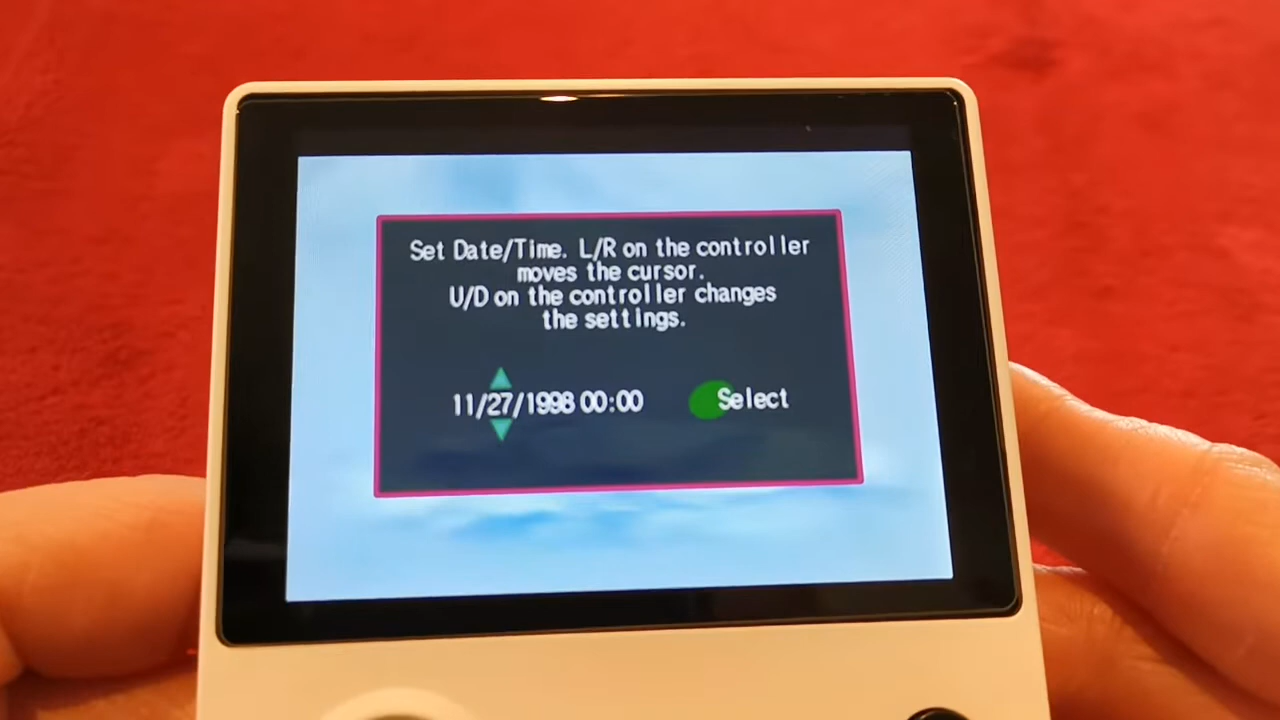 Set Date/Time. L/R on the controller
moves the cursor.
U/D on the controller changes
the settings.
11/27/1998 00:00 Select